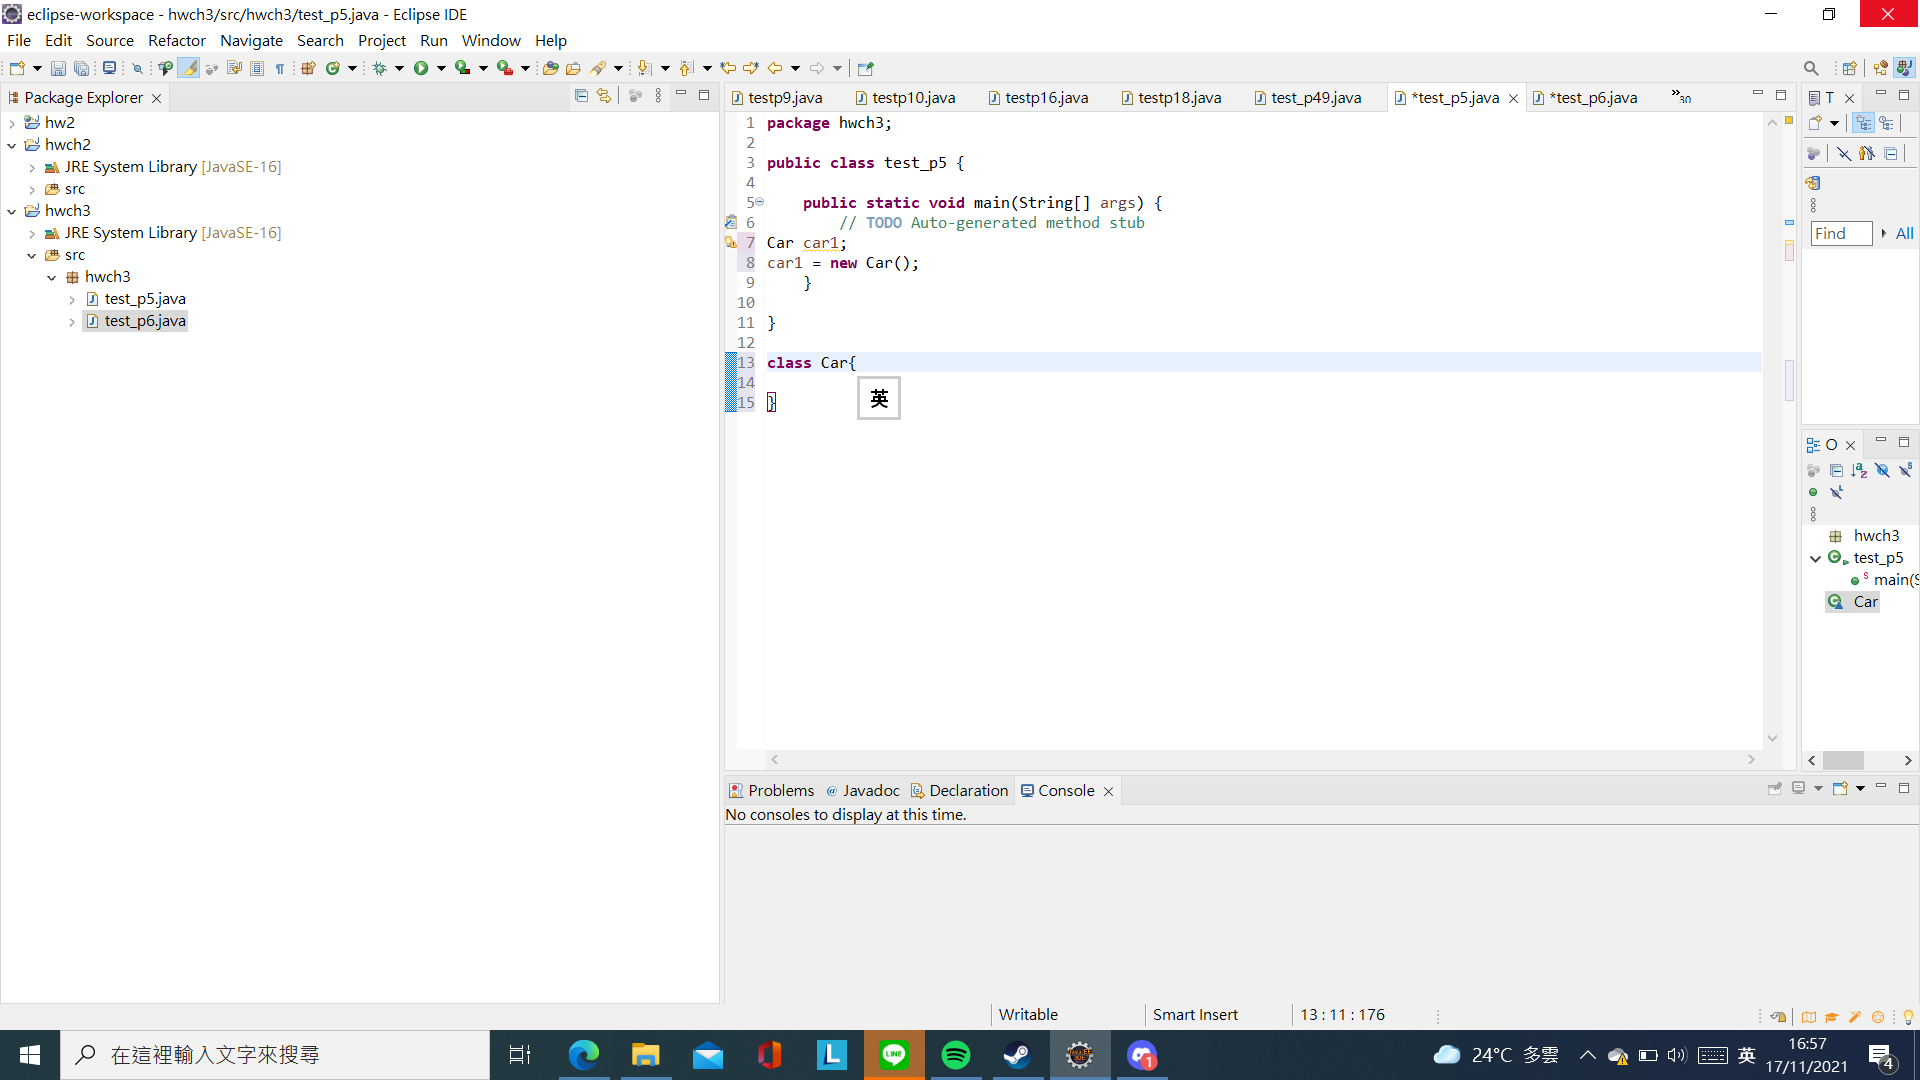 eclipse-workspace - hwch3/src/hwch3/test_p5.java - Eclipse IDE
File Edit Source Refactor Navigate Search Project Run Window Help
Package Explorer
hw2
hwch2
JRE System Library [JavaSE-16]
src
hwch3
JRE System Library [JavaSE-16]
src
hwch3
test_p5.java
test_p6.java
testp9.java testp10.java testp16.java testp18.java test_p49.java *test_p5.java *test_p6.java »30
1 package hwch3;
2
3 public class test_p5 {
4
5 public static void main(String[] args) {
6 // TODO Auto-generated method stub
7 Car car1;
8 car1 = new Car();
9 }
10
11 }
12
13 class Car{
14
15 }
英
T
Find All
O
hwch3
test_p5
main(S
Car
Problems @ Javadoc Declaration Console
No consoles to display at this time.
Writable Smart Insert 13 : 11 : 176
在這裡輸入文字來搜尋
L
LINE
1
24°C 多雲
英
16:57
17/11/2021
4